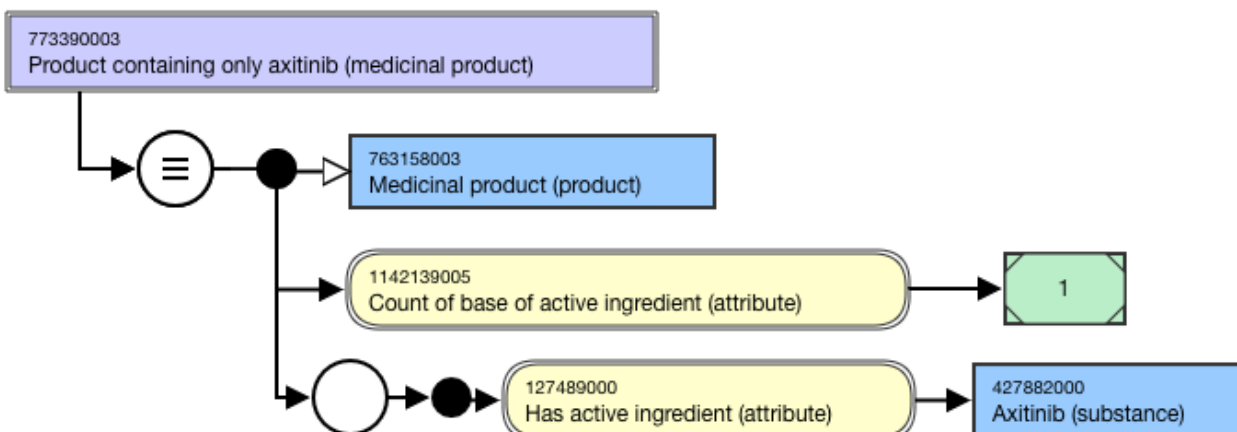 773390003
Product containing only axitinib (medicinal product)
763158003
Medicinal product (product)
1142139005
Count of base of active ingredient (attribute)
1
127489000
Has active ingredient (attribute)
427882000
Axitinib (substance)